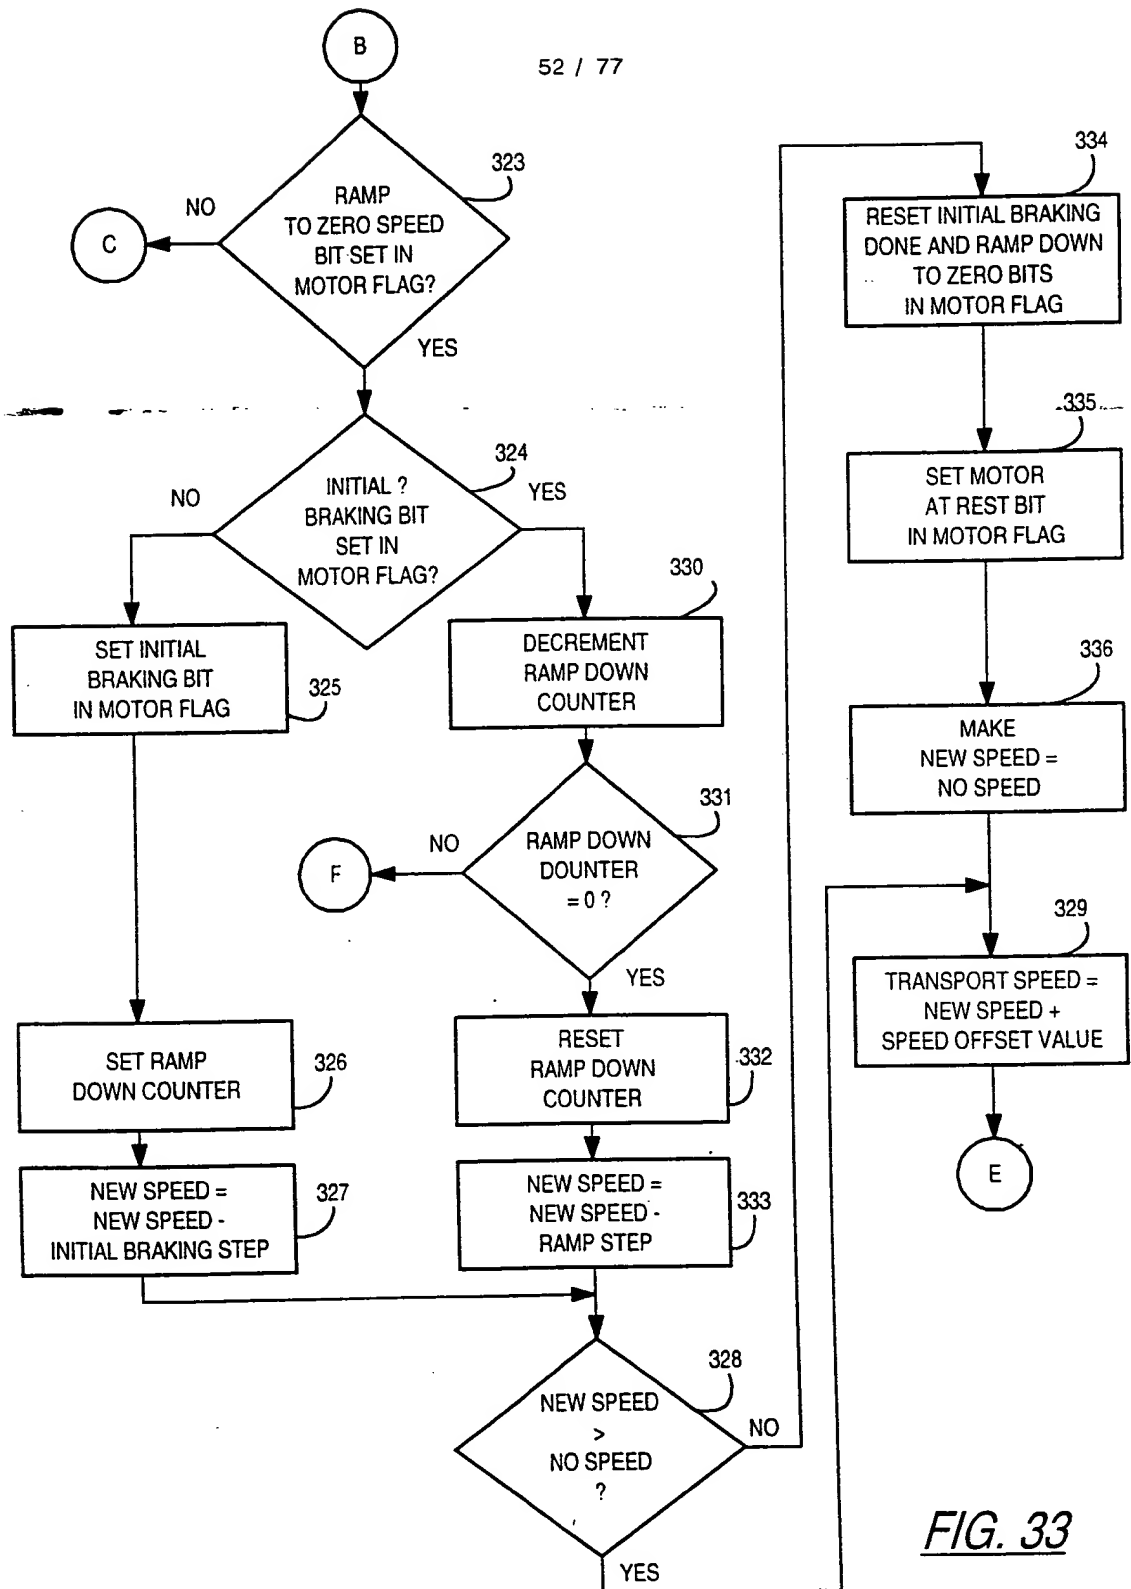 B
52 / 77
323
RAMP
TO ZERO SPEED
BIT SET IN
MOTOR FLAG?
NO
C
YES
324
INITIAL ?
BRAKING BIT
SET IN
MOTOR FLAG?
NO
YES
SET INITIAL
BRAKING BIT
IN MOTOR FLAG
325
330
DECREMENT
RAMP DOWN
COUNTER
331
RAMP DOWN
DOUNTER
= 0 ?
NO
F
YES
SET RAMP
DOWN COUNTER
326
RESET
RAMP DOWN
COUNTER
332
NEW SPEED =
NEW SPEED -
INITIAL BRAKING STEP
327
NEW SPEED =
NEW SPEED -
RAMP STEP
333
328
NEW SPEED
>
NO SPEED
?
NO
YES
334
RESET INITIAL BRAKING
DONE AND RAMP DOWN
TO ZERO BITS
IN MOTOR FLAG
335
SET MOTOR
AT REST BIT
IN MOTOR FLAG
336
MAKE
NEW SPEED =
NO SPEED
329
TRANSPORT SPEED =
NEW SPEED +
SPEED OFFSET VALUE
E
FIG. 33